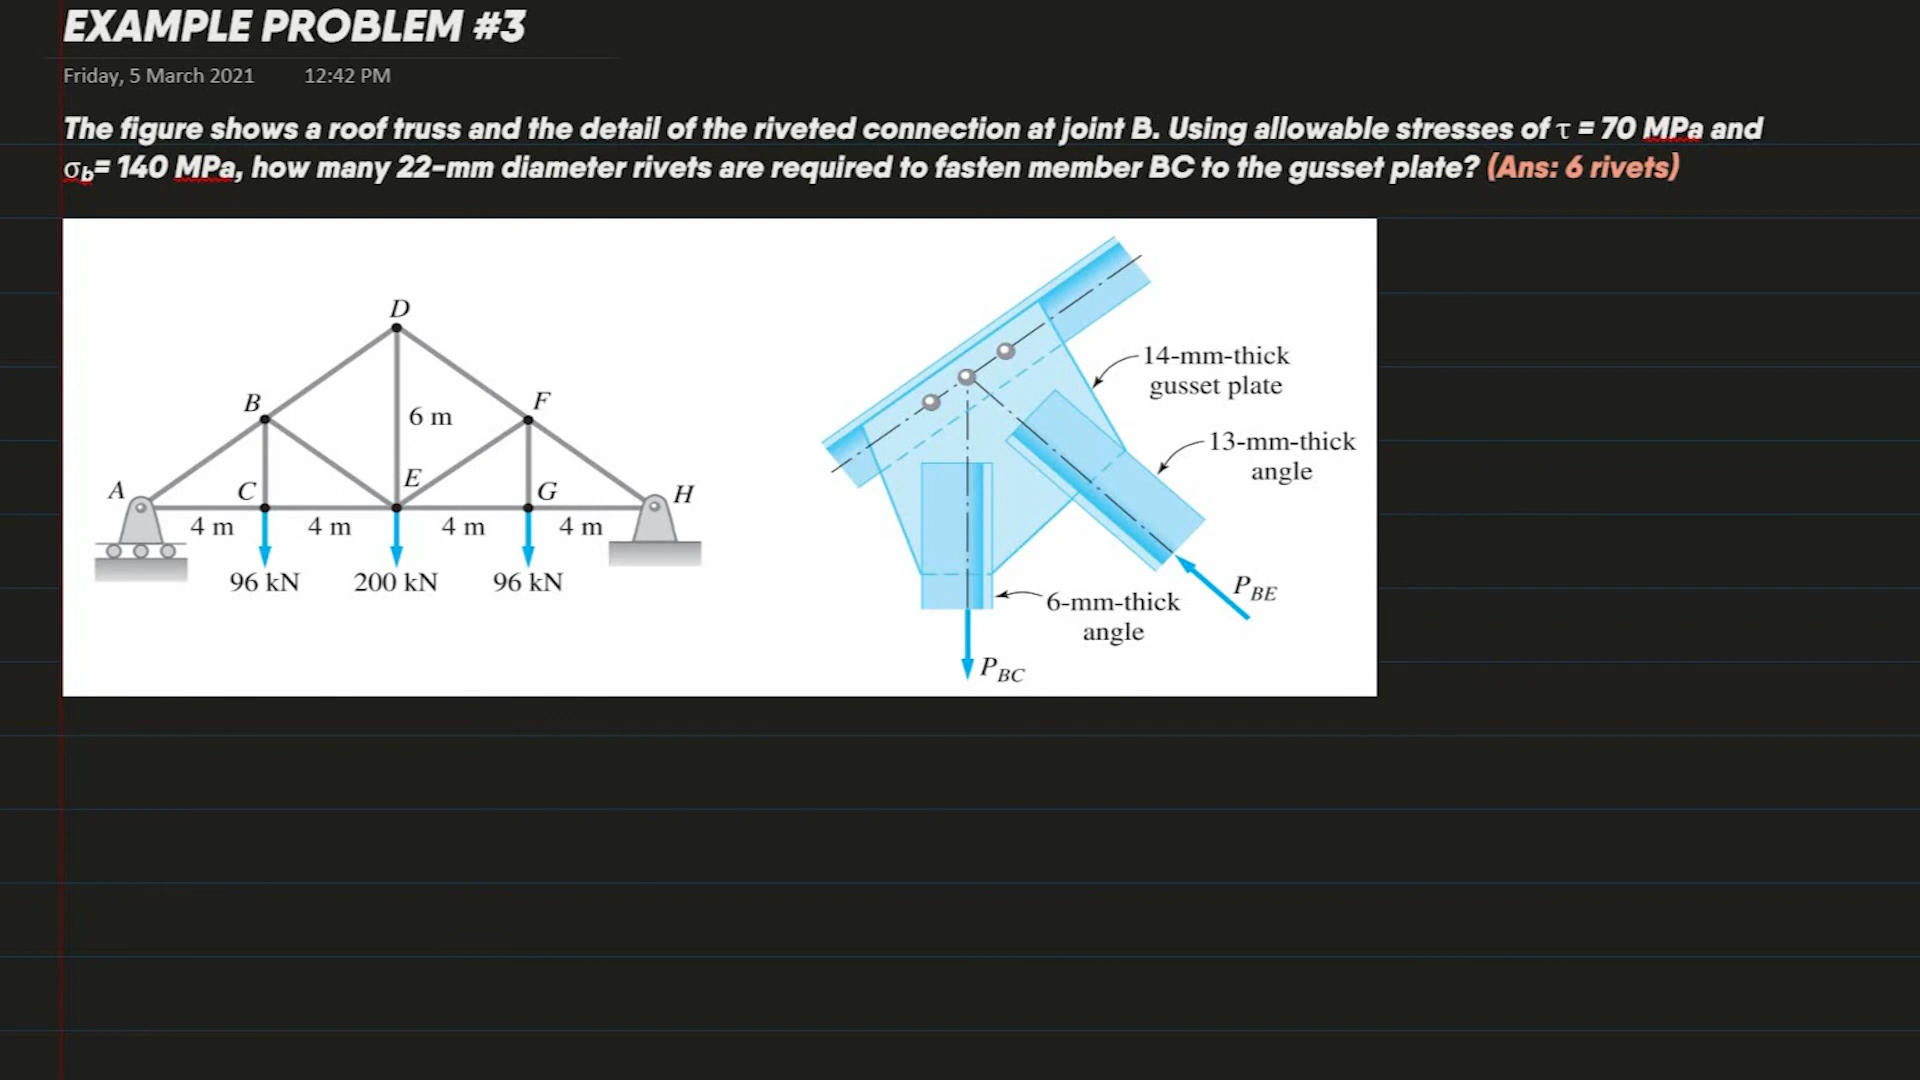 EXAMPLE PROBLEM #3
Friday, 5 March 2021 12:42 PM
The figure shows a roof truss and the detail of the riveted connection at joint B. Using allowable stresses of τ = 70 MPa and
σb= 140 MPa, how many 22-mm diameter rivets are required to fasten member BC to the gusset plate? (Ans: 6 rivets)
D
B
F
6 m
A
C
E
G
H
4 m
4 m
4 m
4 m
96 kN
200 kN
96 kN
14-mm-thick
gusset plate
13-mm-thick
angle
PBE
6-mm-thick
angle
PBC